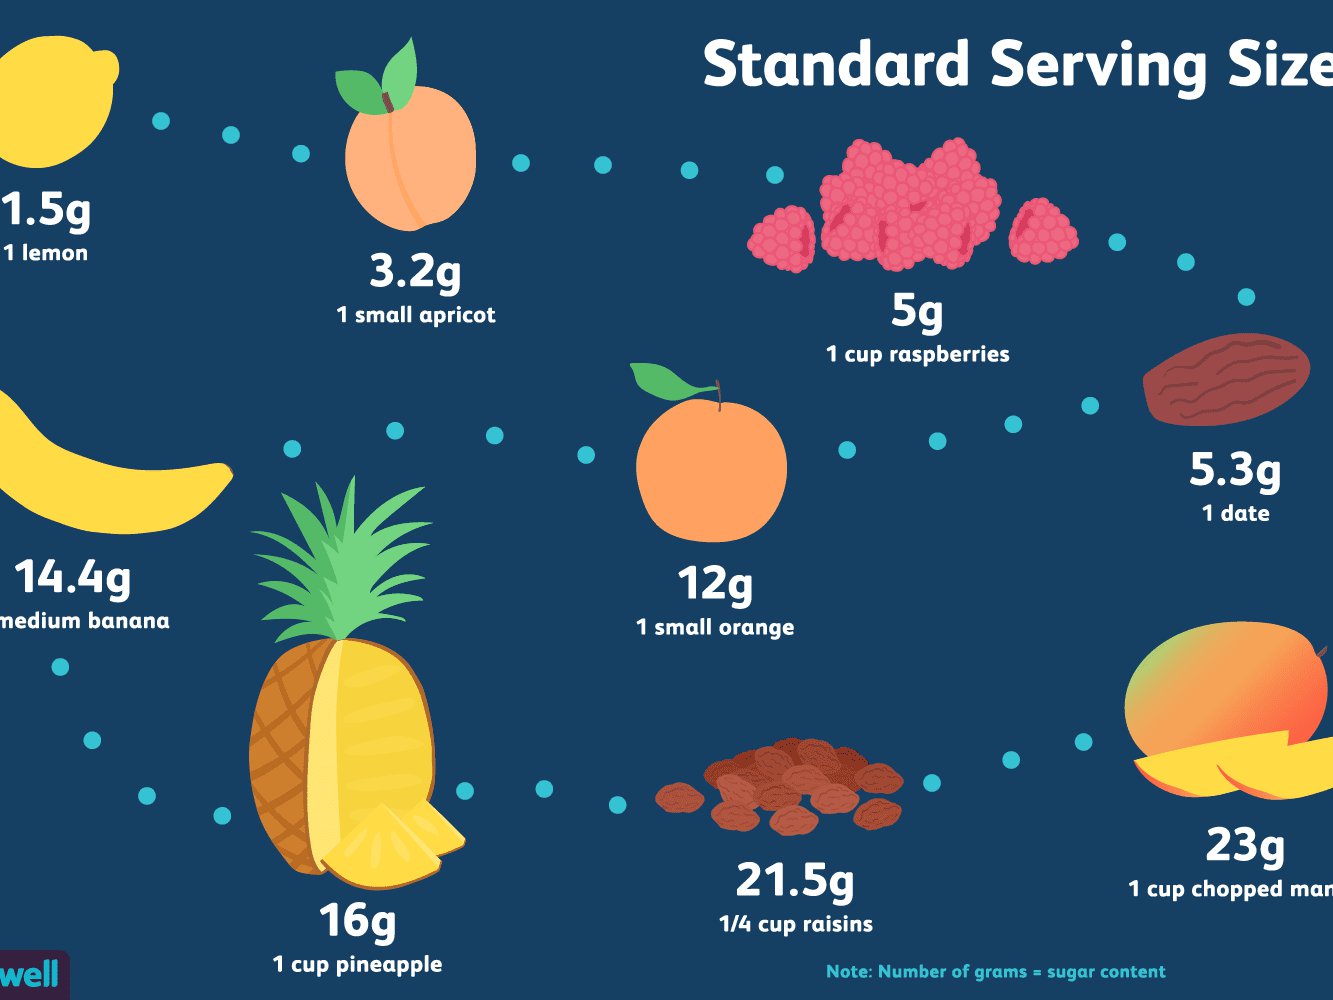 Standard Serving Size
1.5g
1 lemon
3.2g
1 small apricot
5g
1 cup raspberries
5.3g
1 date
12g
1 small orange
14.4g
medium banana
16g
1 cup pineapple
21.5g
1/4 cup raisins
23g
1 cup chopped man
well
Note: Number of grams = sugar content